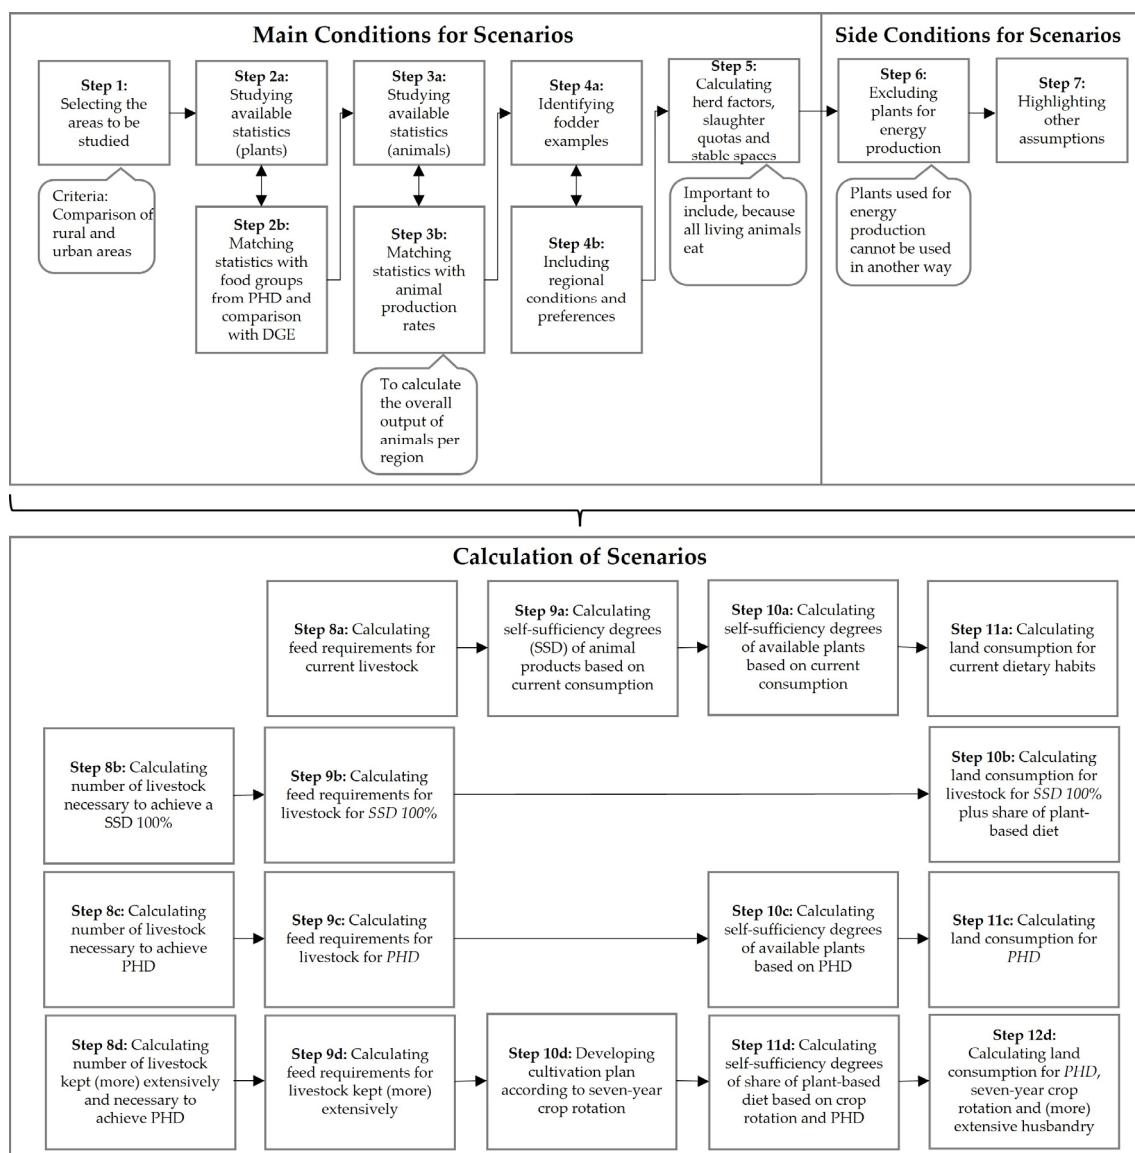 Main Conditions for Scenarios
Side Conditions for Scenarios
Step 1:
Selecting the
areas to be
studied
Criteria:
Comparison of
rural and
urban areas
Step 2a:
Studying
available
statistics
(plants)
Step 2b:
Matching
statistics with
food groups
from PHD and
comparison
with DGE
Step 3a:
Studying
available
statistics
(animals)
Step 3b:
Matching
statistics with
animal
production
rates
To calculate
the overall
output of
animals per
region
Step 4a:
Identifying
fodder
examples
Step 4b:
Including
regional
conditions and
preferences
Step 5:
Calculating
herd factors,
slaughter
quotas and
stable spaces
Important to
include, because
all living animals
eat
Step 6:
Excluding
plants for
energy
production
Plants used for
energy
production
cannot be used
in another way
Step 7:
Highlighting
other
assumptions
Calculation of Scenarios
Step 8a: Calculating
feed requirements for
current livestock
Step 9a: Calculating
self-sufficiency degrees
(SSD) of animal
products based on
current consumption
Step 10a: Calculating
self-sufficiency degrees
of available plants
based on current
consumption
Step 11a: Calculating
land consumption for
current dietary habits
Step 8b: Calculating
number of livestock
necessary to achieve a
SSD 100%
Step 9b: Calculating
feed requirements for
livestock for SSD 100%
Step 10b: Calculating
land consumption for
livestock for SSD 100%
plus share of plant-
based diet
Step 8c: Calculating
number of livestock
necessary to achieve
PHD
Step 9c: Calculating
feed requirements for
livestock for PHD
Step 10c: Calculating
self-sufficiency degrees
of available plants
based on PHD
Step 11c: Calculating
land consumption for
PHD
Step 8d: Calculating
number of livestock
kept (more) extensively
and necessary to
achieve PHD
Step 9d: Calculating
feed requirements for
livestock kept (more)
extensively
Step 10d: Developing
cultivation plan
according to seven-year
crop rotation
Step 11d: Calculating
self-sufficiency degrees
of share of plant-based
diet based on crop
rotation and PHD
Step 12d:
Calculating land
consumption for PHD,
seven-year crop
rotation and (more)
extensive husbandry